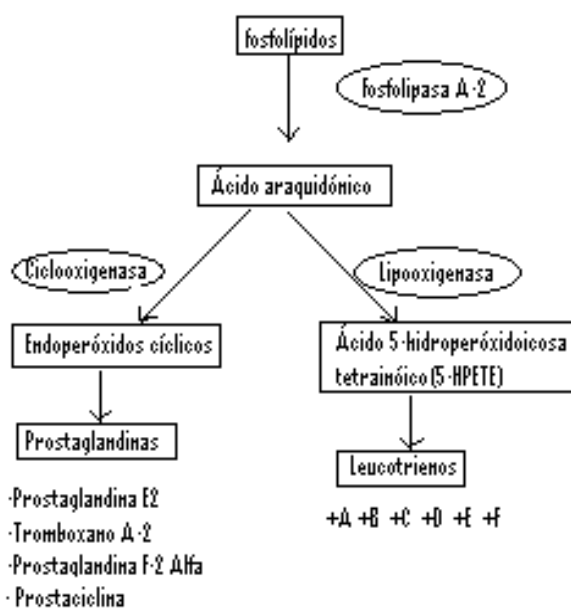 fosfolípidos
fosfolipasa A-2
Ácido araquidónico
Ciclooxigenasa
Lipooxigenasa
Endoperóxidos cíclicos
Ácido 5-hidroperóxidoicosa
tetrainóico (5-HPETE)
Prostaglandinas
Leucotrienos
-Prostaglandina E2
-Tromboxano A-2
-Prostaglandina F-2 Alfa
- Prostaciclina
+A +B +C +D +E +F